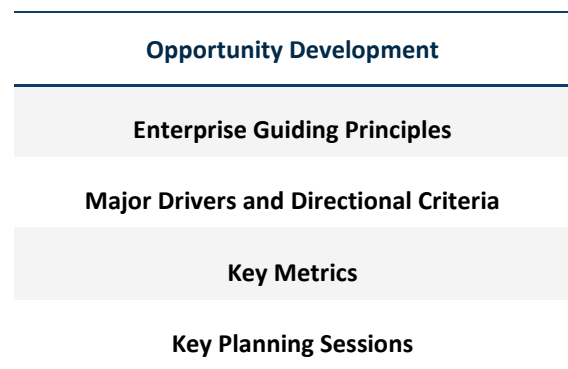 Opportunity Development
Enterprise Guiding Principles
Major Drivers and Directional Criteria
Key Metrics
Key Planning Sessions